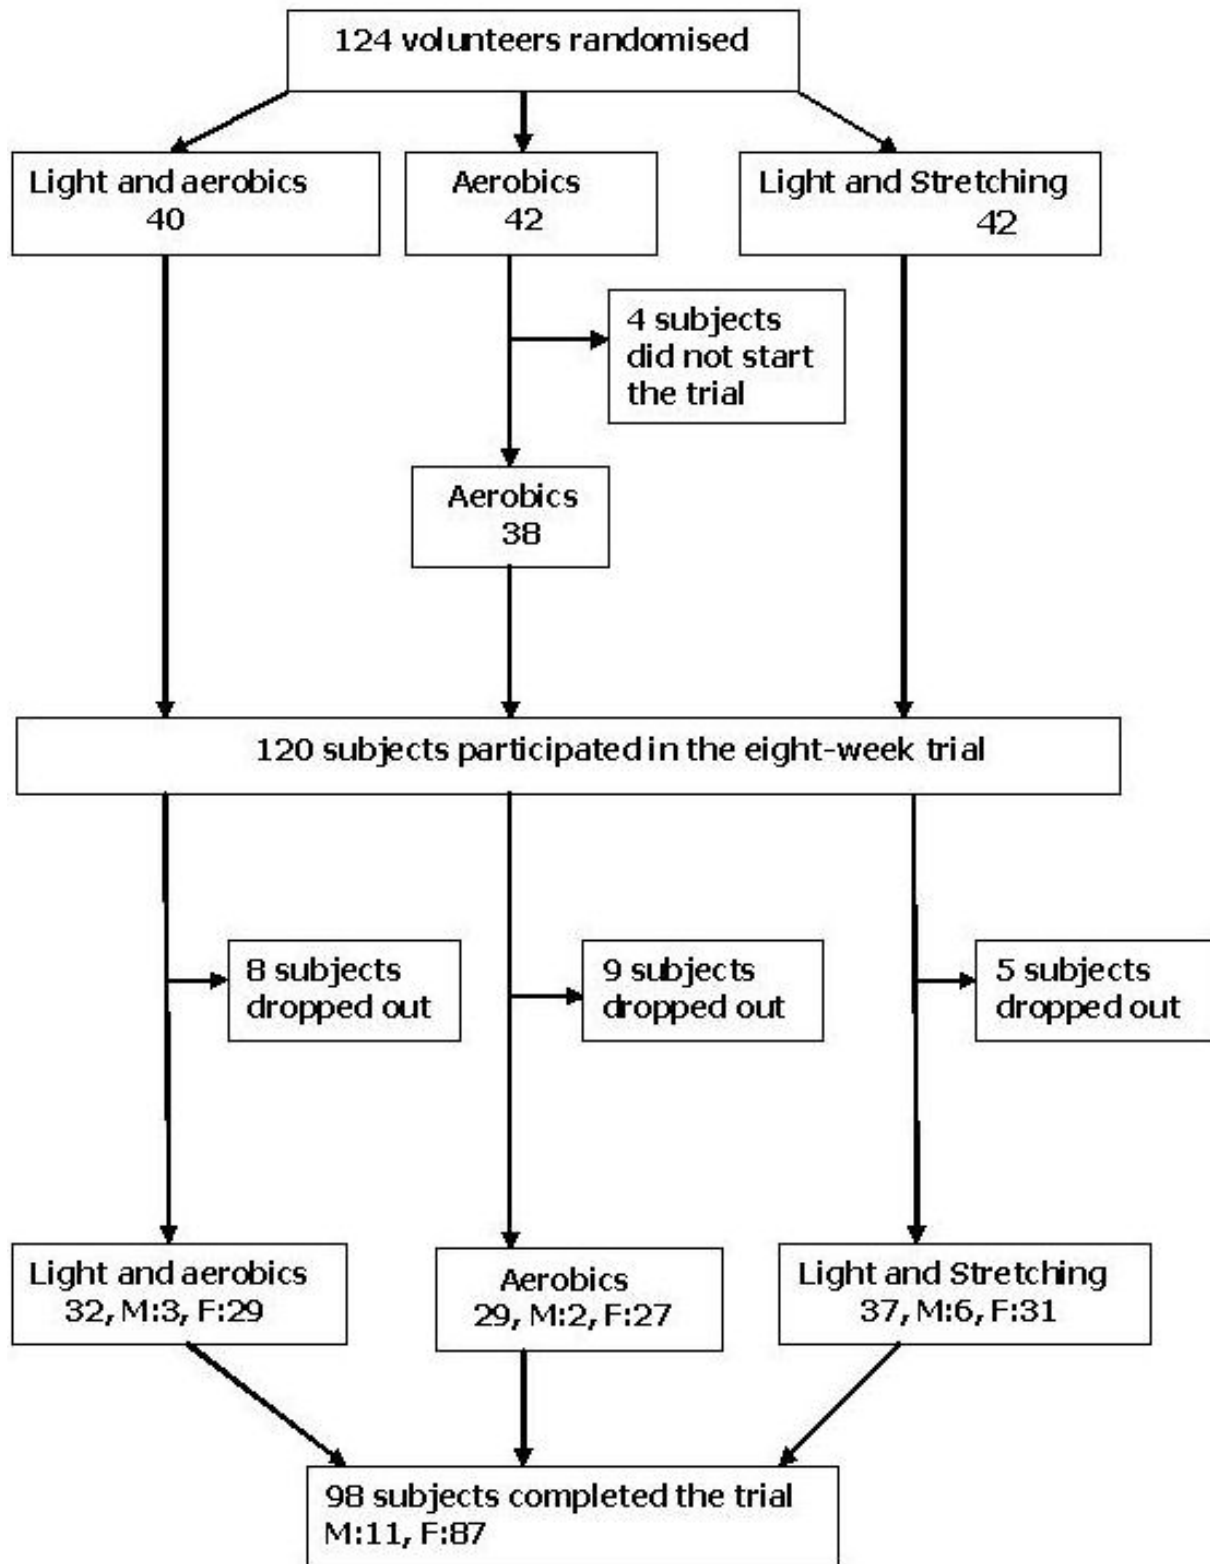 124 volunteers randomised
Light and aerobics
40
Aerobics
42
Light and Stretching
42
4 subjects
did not start
the trial
Aerobics
38
120 subjects participated in the eight-week trial
8 subjects
dropped out
9 subjects
dropped out
5 subjects
dropped out
Light and aerobics
32, M:3, F:29
Aerobics
29, M:2, F:27
Light and Stretching
37, M:6, F:31
98 subjects completed the trial
M:11, F:87